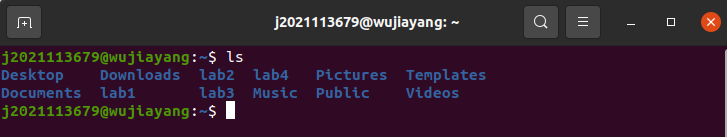 j2021113679@wujiayang: ~
j2021113679@wujiayang:~$ ls
Desktop    Downloads  lab2  lab4   Pictures  Templates
Documents  lab1       lab3  Music  Public    Videos
j2021113679@wujiayang:~$